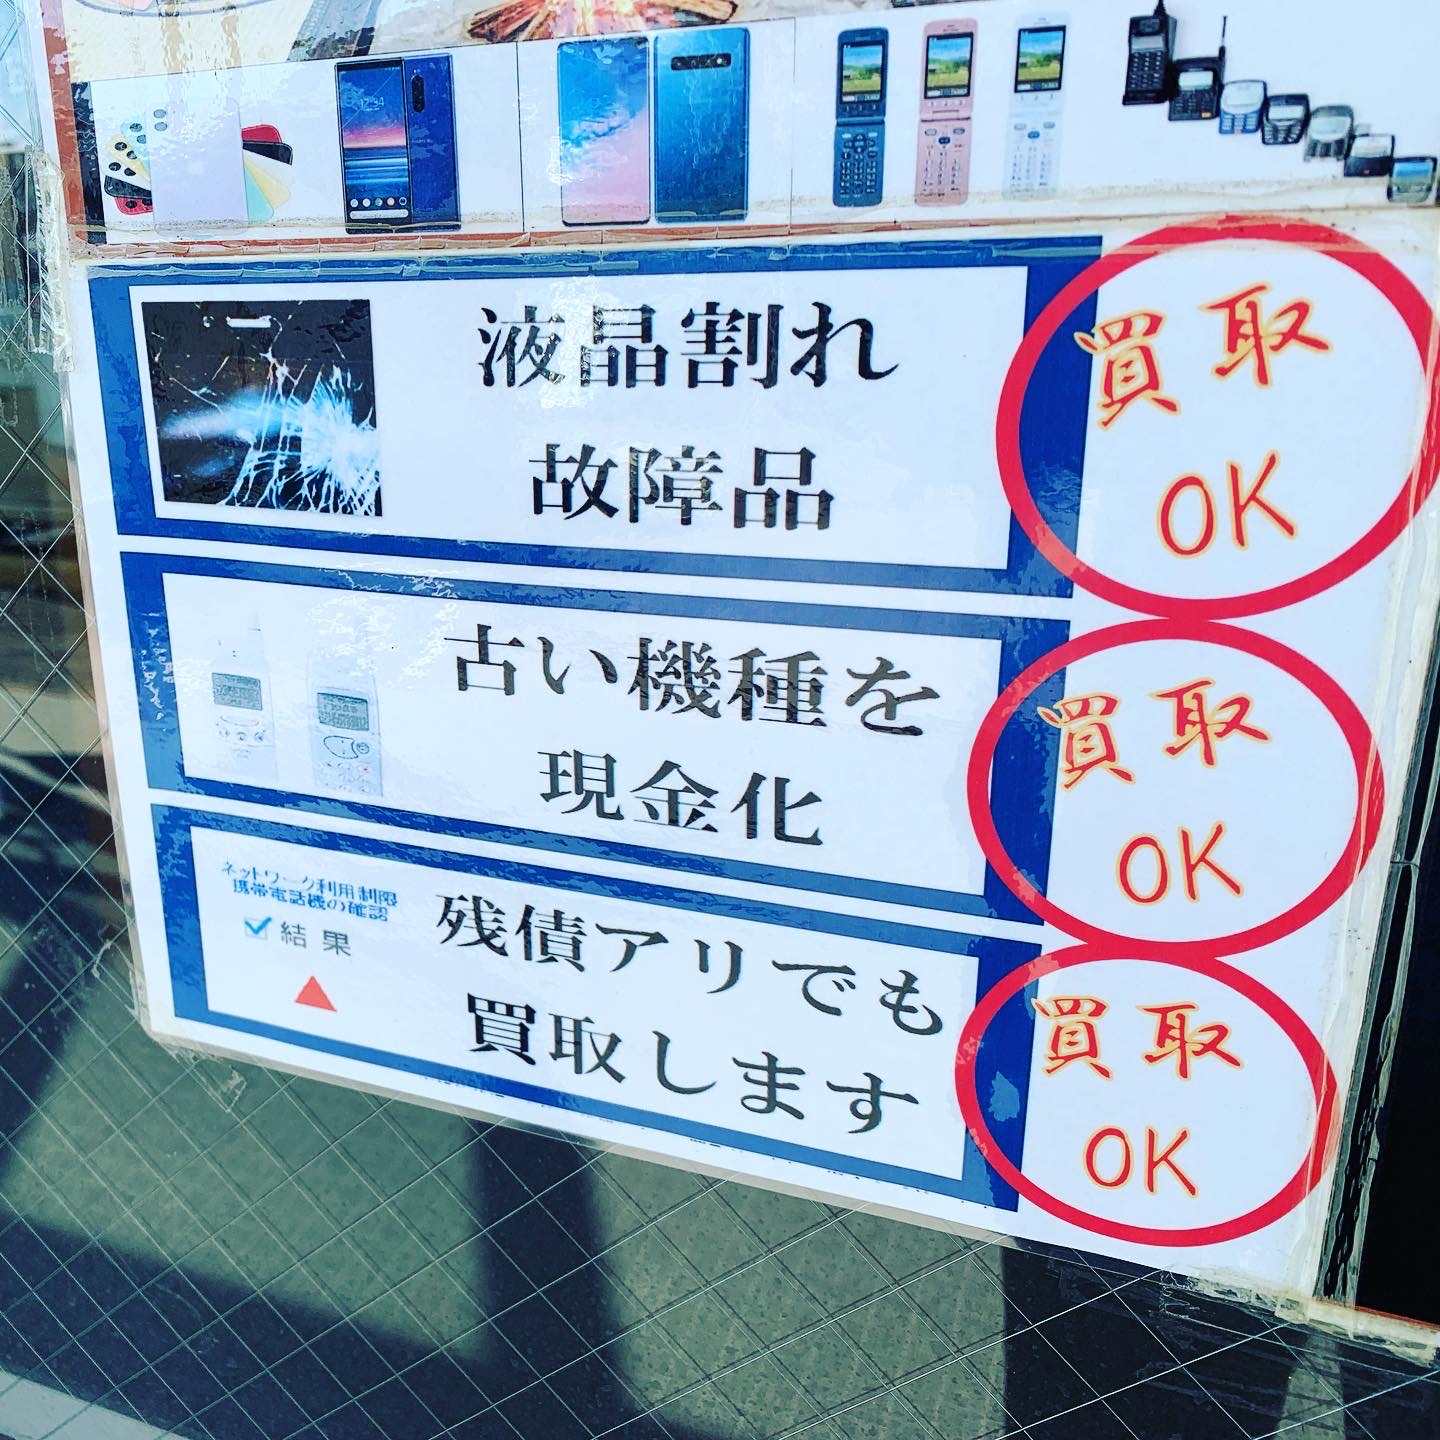 液晶割れ
故障品
買取
OK
古い機種を
現金化
買取
OK
ネットワーク利用制限
携帯電話機の確認
結果
▲
残債アリでも
買取します
買取
OK